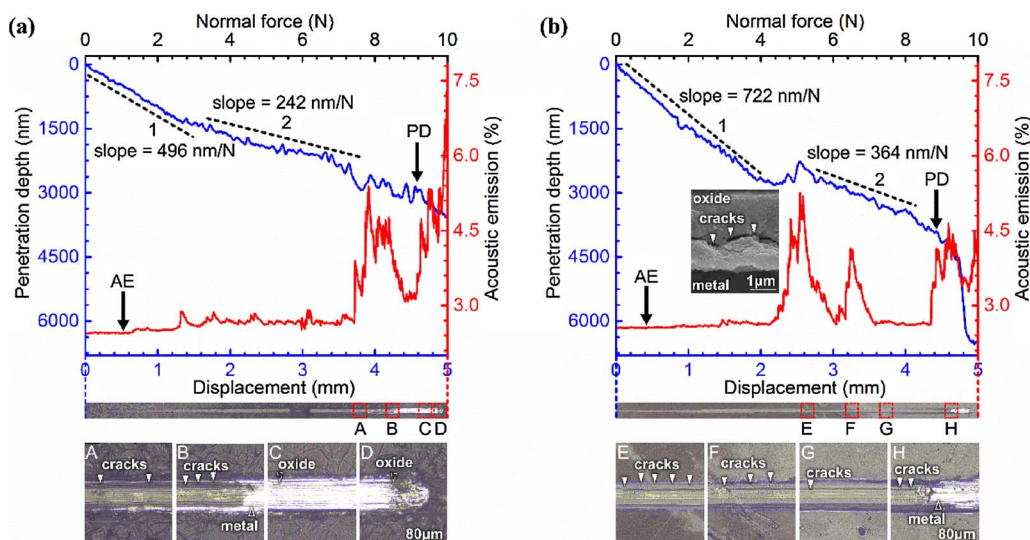 (a)
Normal force (N)
0 2 4 6 8 10
Penetration depth (nm)
0
1500
3000
4500
6000
Acoustic emission (%)
7.5
6.0
4.5
3.0
slope = 242 nm/N
2
1
slope = 496 nm/N
PD
AE
0 1 2 3 4 5
Displacement (mm)
A B C D
A B C D
cracks cracks oxide oxide
metal
80μm
(b)
Normal force (N)
0 2 4 6 8 10
Penetration depth (nm)
0
1500
3000
4500
6000
Acoustic emission (%)
7.5
6.0
4.5
3.0
slope = 722 nm/N
1
slope = 364 nm/N
2
PD
oxide
cracks
metal 1μm
AE
0 1 2 3 4 5
Displacement (mm)
E F G H
E F G H
cracks cracks cracks cracks
metal
80μm